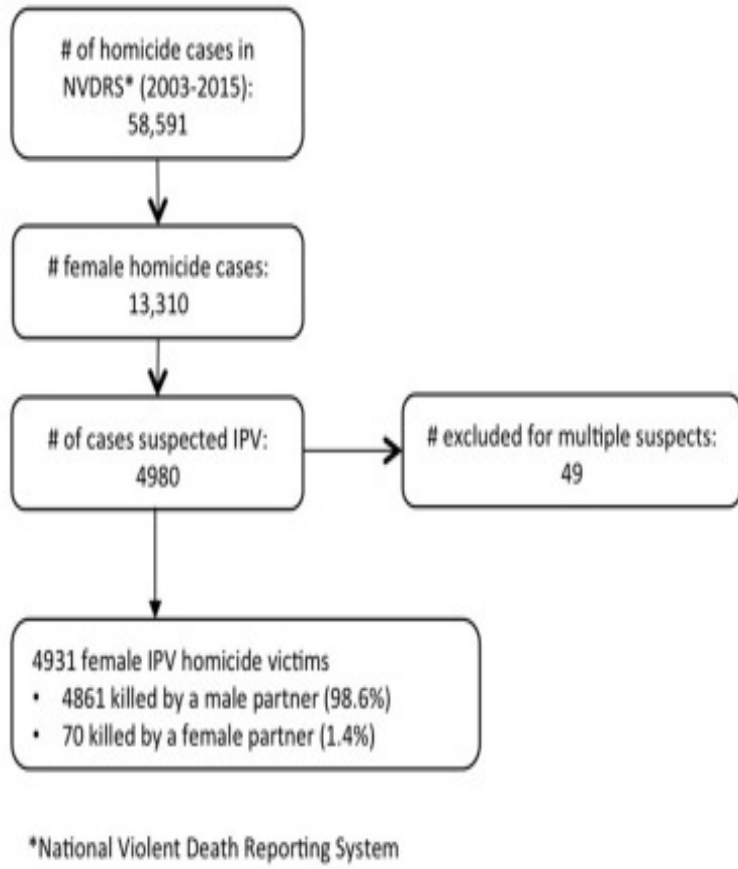 # of homicide cases in
NVDRS* (2003-2015):
58,591
# female homicide cases:
13,310
# of cases suspected IPV:
4980
# excluded for multiple suspects:
49
4931 female IPV homicide victims
• 4861 killed by a male partner (98.6%)
• 70 killed by a female partner (1.4%)
*National Violent Death Reporting System